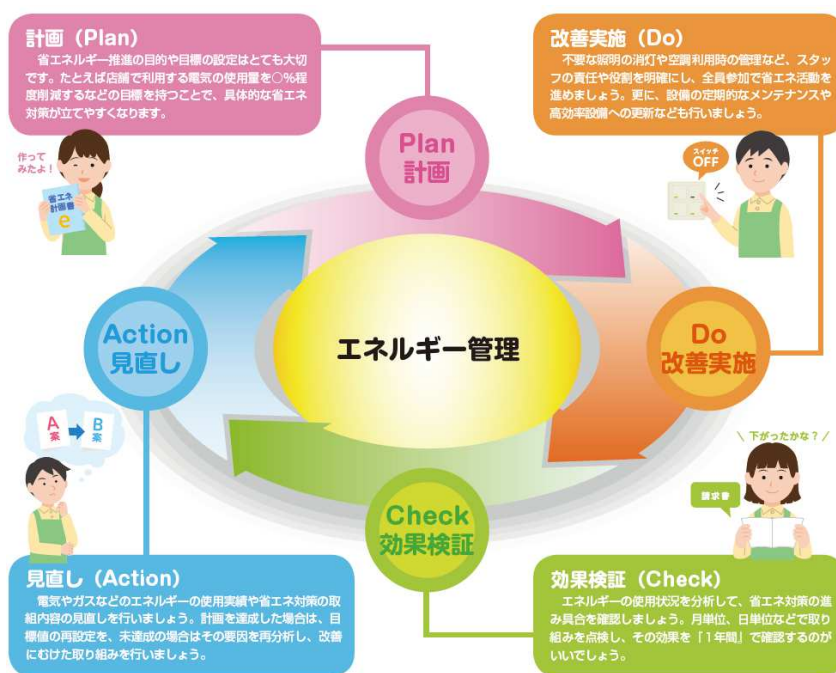 計画（Plan）
省エネルギー推進の目的や目標の設定はとても大切
です。たとえば店舗で利用する電気の使用量を○%程
度削減するなどの目標を持つことで、具体的な省エネ
対策が立てやすくなります。
改善実施（Do）
不要な照明の消灯や空調利用時の管理など、スタッ
フの責任や役割を明確にし、全員参加で省エネ活動を
進めましょう。更に、設備の定期的なメンテナンスや
高効率設備への更新なども行いましょう。
作って
みたよ！
省エネ
計画書
e
Plan
計画
スイッチ
OFF
Action
見直し
エネルギー管理
Do
改善実施
A
案
B
案
\ 下がったかな？ /
請求書
Check
効果検証
見直し（Action）
電気やガスなどのエネルギーの使用実績や省エネ対策の取
組内容の見直しを行いましょう。計画を達成した場合は、目
標値の再設定を、未達成の場合はその要因を再分析し、改善
にむけた取り組みを行いましょう。
効果検証（Check）
エネルギーの使用状況を分析して、省エネ対策の進
み具合を確認しましょう。月単位、日単位などで取り
組みを点検し、その効果を「1年間」で確認するのが
いいでしょう。